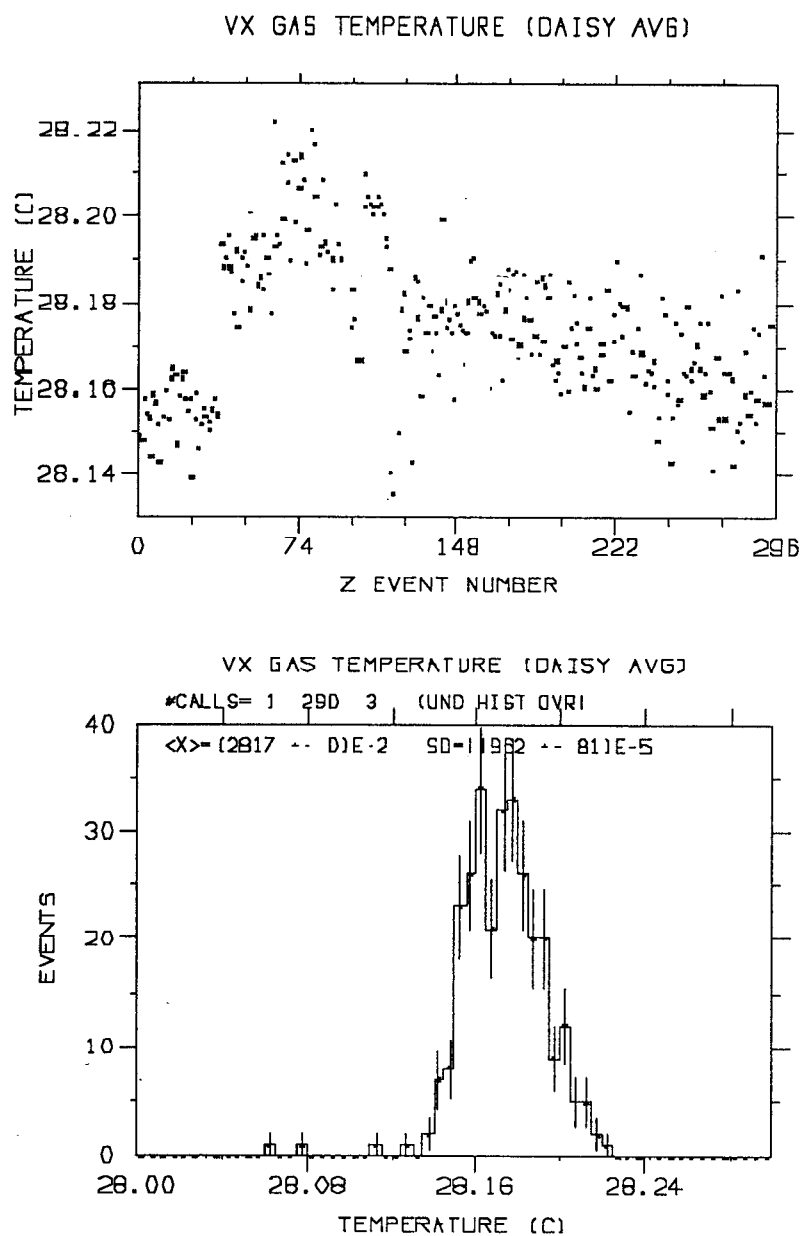 VX GAS TEMPERATURE (DAISY AVG)
28.22
28.20
28.18
28.16
28.14
TEMPERATURE (C)
0 74 148 222 296
Z EVENT NUMBER
VX GAS TEMPERATURE (DAISY AVG)
#CALLS= 1 290 3 (UND HIST OVR)
<X>=(2817 +- 0)E-2 SD=(1962 +- 81)E-5
40
30
20
10
0
EVENTS
28.00 28.08 28.16 28.24
TEMPERATURE (C)